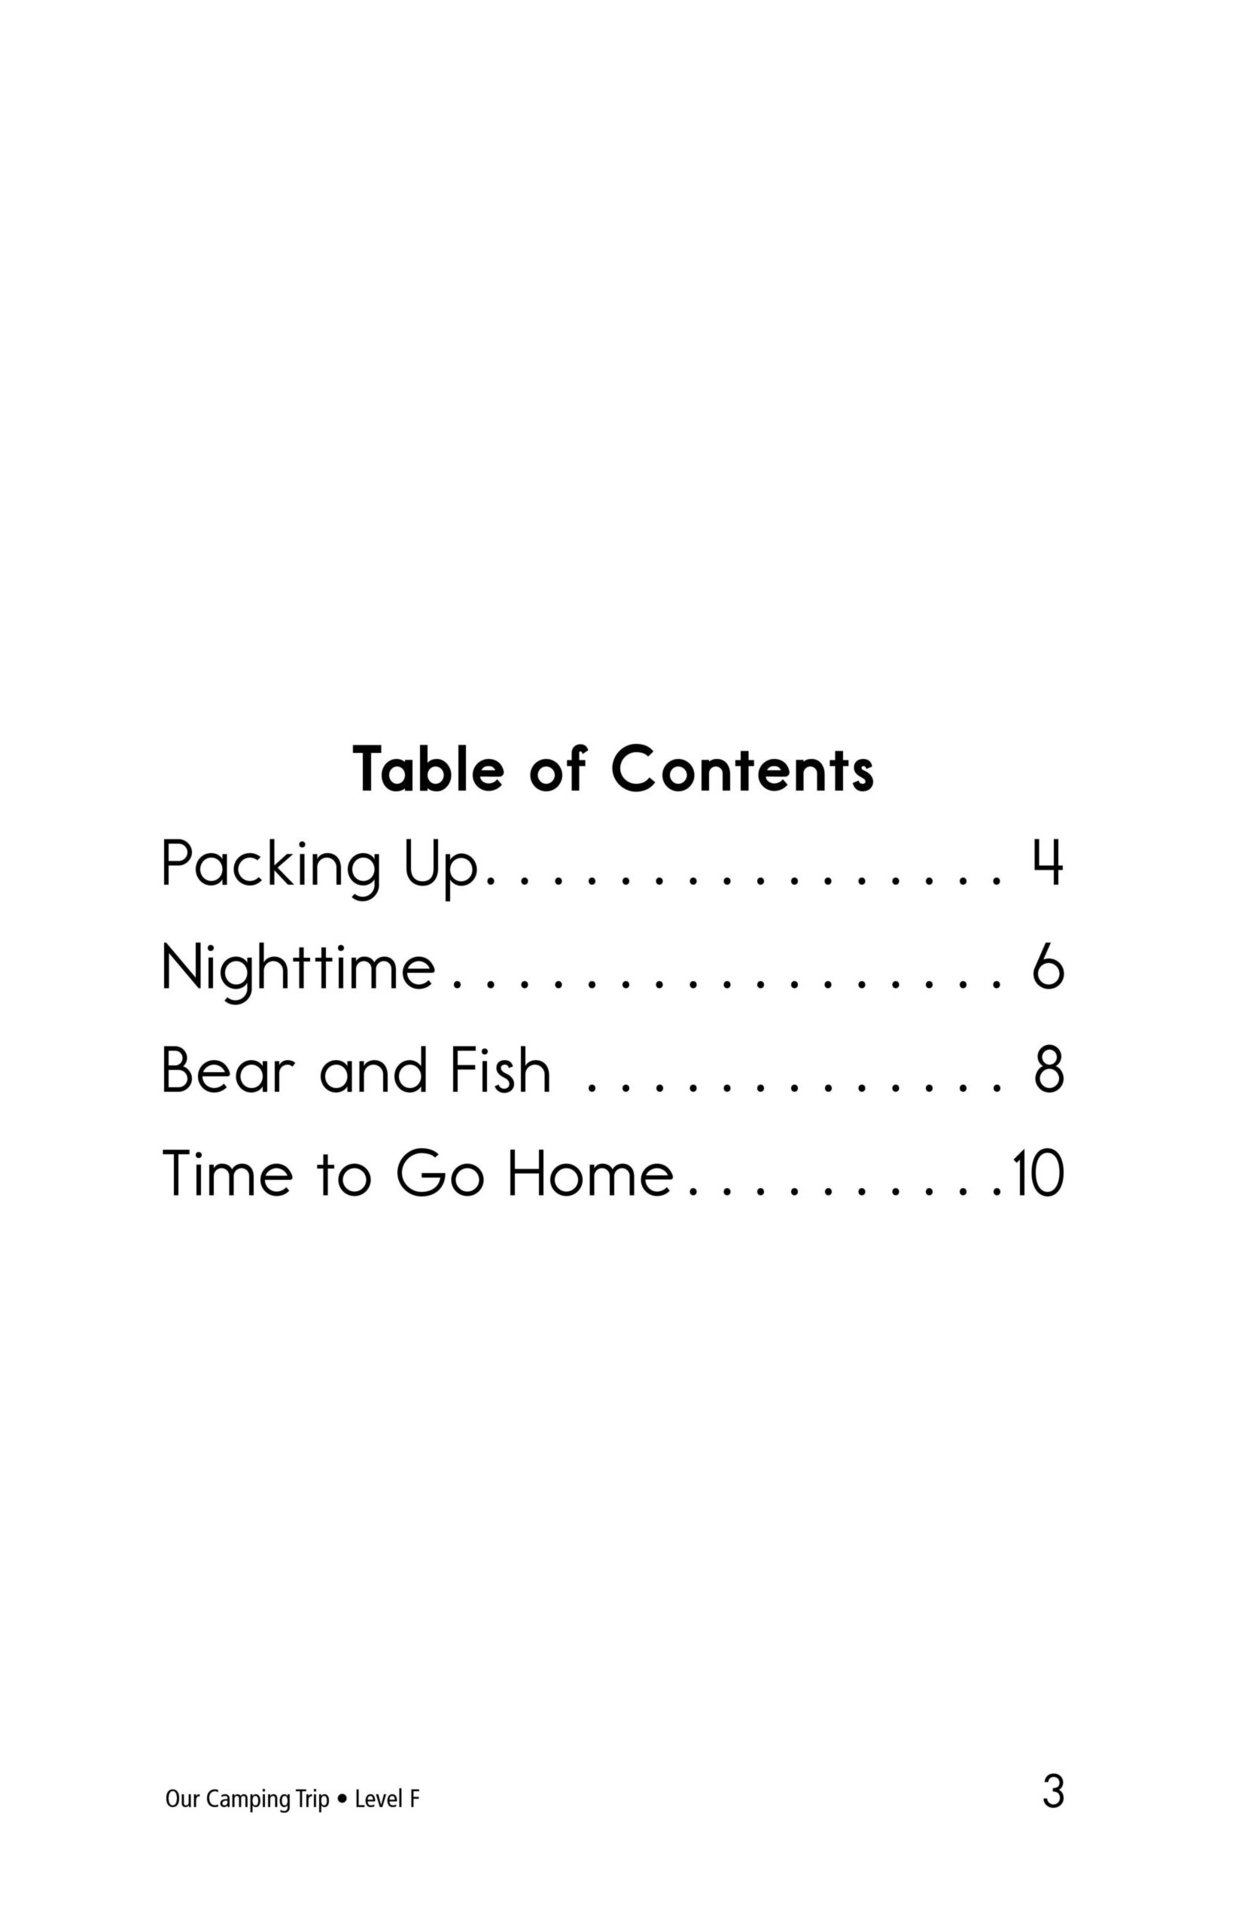 Table of Contents
Packing Up. . . . . . . . . . . . . . . . 4
Nighttime . . . . . . . . . . . . . . . . . 6
Bear and Fish . . . . . . . . . . . . . 8
Time to Go Home. . . . . . . . . .10
Our Camping Trip • Level F 3